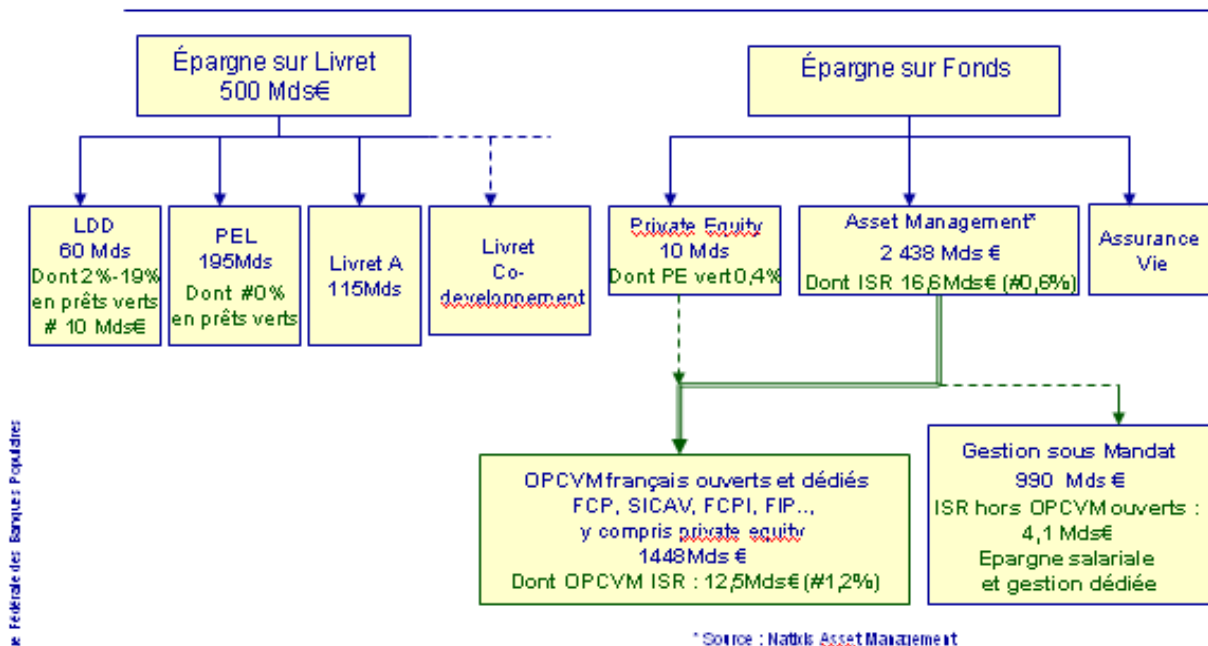 Épargne sur Livret
500 Mds€
Épargne sur Fonds
LDD
60 Mds
Dont 2%-19%
en prêts verts
# 10 Mds€
PEL
195Mds
Dont #0%
en prêts verts
Livret A
115Mds
Livret
Co-
developpement
Private Equity
10 Mds
Dont PE vert 0,4%
Asset Management*
2 438 Mds €
Dont ISR 16,6Mds€ (#0,6%)
Assurance
Vie
OPCVM français ouverts et dédiés
FCP, SICAV, FCPI, FIP..,
y compris private equity
1448Mds €
Dont OPCVM ISR : 12,5Mds€ (#1,2%)
Gestion sous Mandat
990 Mds €
ISR hors OPCVM ouverts :
4,1 Mds€
Epargne salariale
et gestion dédiée
Fédérale des Banques Populaires
* Source : Natixis Asset Management